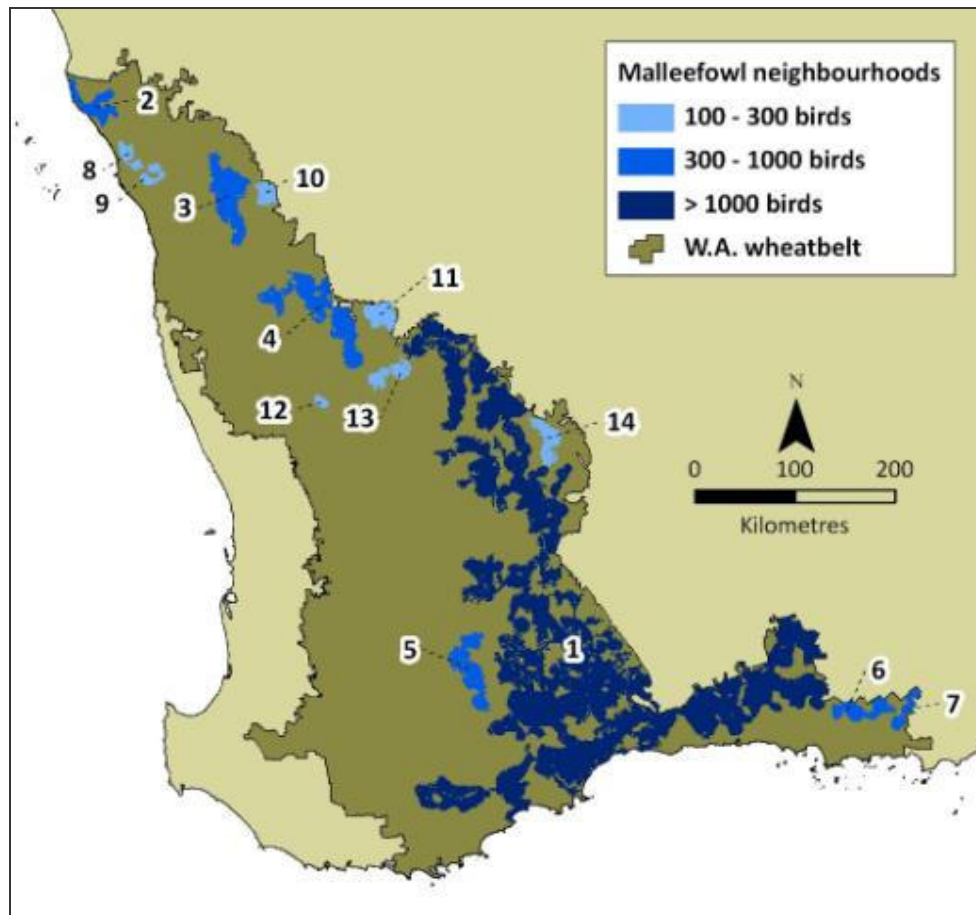 Malleefowl neighbourhoods
100 - 300 birds
300 - 1000 birds
> 1000 birds
W.A. wheatbelt
2
8
10
9
3
11
4
N
12
13
14
0 100 200
Kilometres
5
1
6
7